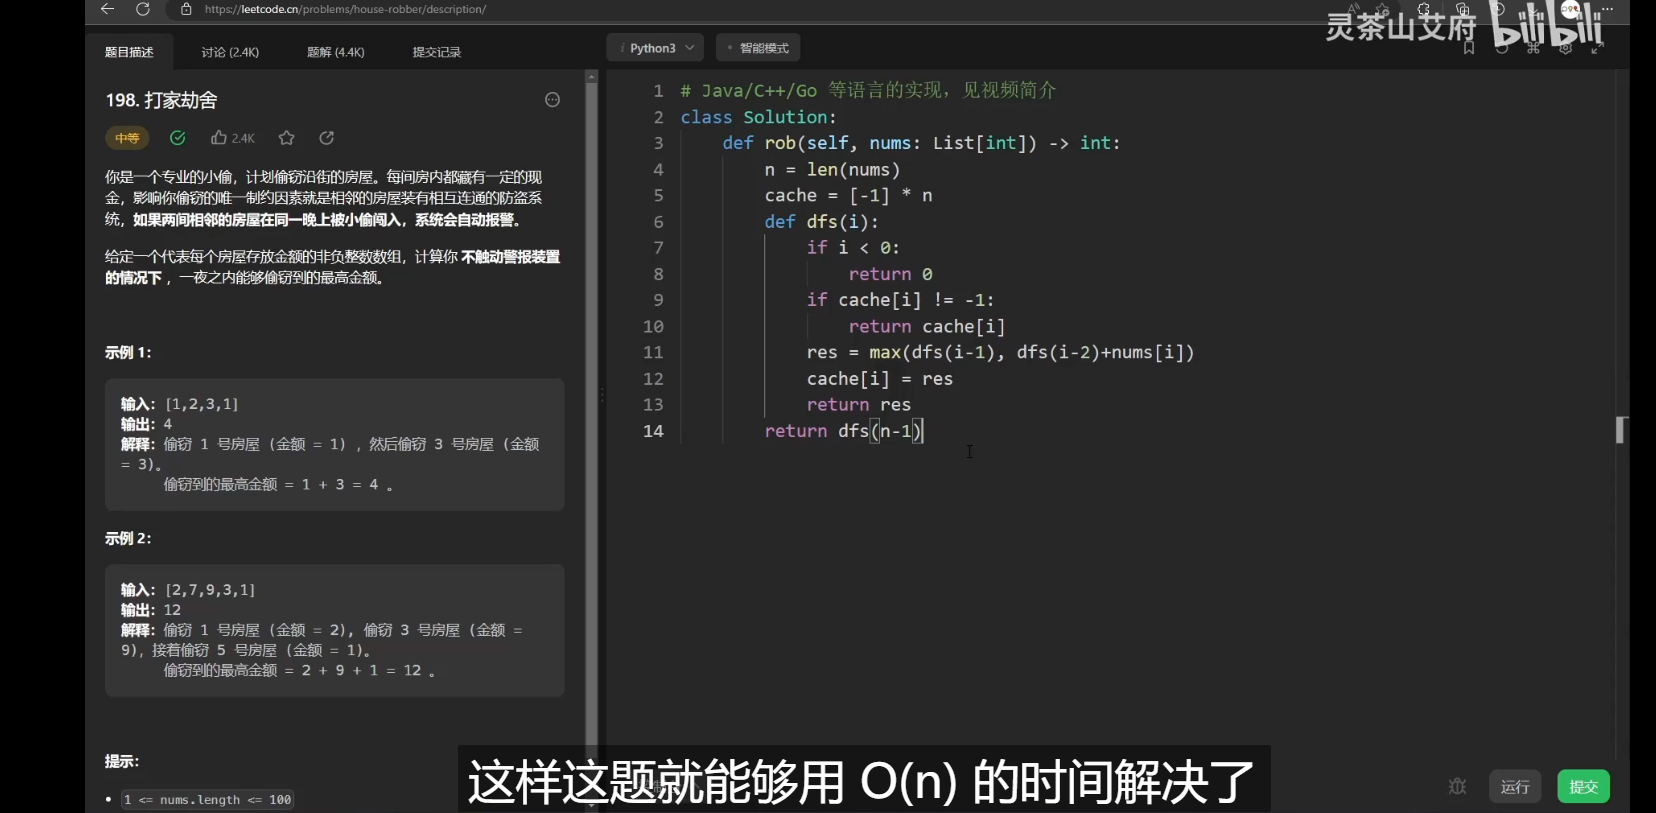 https://leetcode.cn/problems/house-robber/description/
灵茶山艾府 bilibili
题目描述
讨论 (2.4K)
题解 (4.4K)
提交记录
i Python3
智能模式
198. 打家劫舍
中等
2.4K
你是一个专业的小偷，计划偷窃沿街的房屋。每间房内都藏有一定的现
金，影响你偷窃的唯一制约因素就是相邻的房屋装有相互连通的防盗系
统，如果两间相邻的房屋在同一晚上被小偷闯入，系统会自动报警。
给定一个代表每个房屋存放金额的非负整数数组，计算你 不触动警报装置
的情况下 ，一夜之内能够偷窃到的最高金额。
示例 1：
输入：[1,2,3,1]
输出：4
解释：偷窃 1 号房屋 (金额 = 1) ，然后偷窃 3 号房屋 (金额
= 3)。
偷窃到的最高金额 = 1 + 3 = 4 。
示例 2：
输入：[2,7,9,3,1]
输出：12
解释：偷窃 1 号房屋 (金额 = 2), 偷窃 3 号房屋 (金额 =
9)，接着偷窃 5 号房屋 (金额 = 1)。
偷窃到的最高金额 = 2 + 9 + 1 = 12 。
提示：
1 <= nums.length <= 100
1 # Java/C++/Go 等语言的实现，见视频简介
2 class Solution:
3 def rob(self, nums: List[int]) -> int:
4 n = len(nums)
5 cache = [-1] * n
6 def dfs(i):
7 if i < 0:
8 return 0
9 if cache[i] != -1:
10 return cache[i]
11 res = max(dfs(i-1), dfs(i-2)+nums[i])
12 cache[i] = res
13 return res
14 return dfs(n-1)
这样这题就能够用 O(n) 的时间解决了
运行
提交